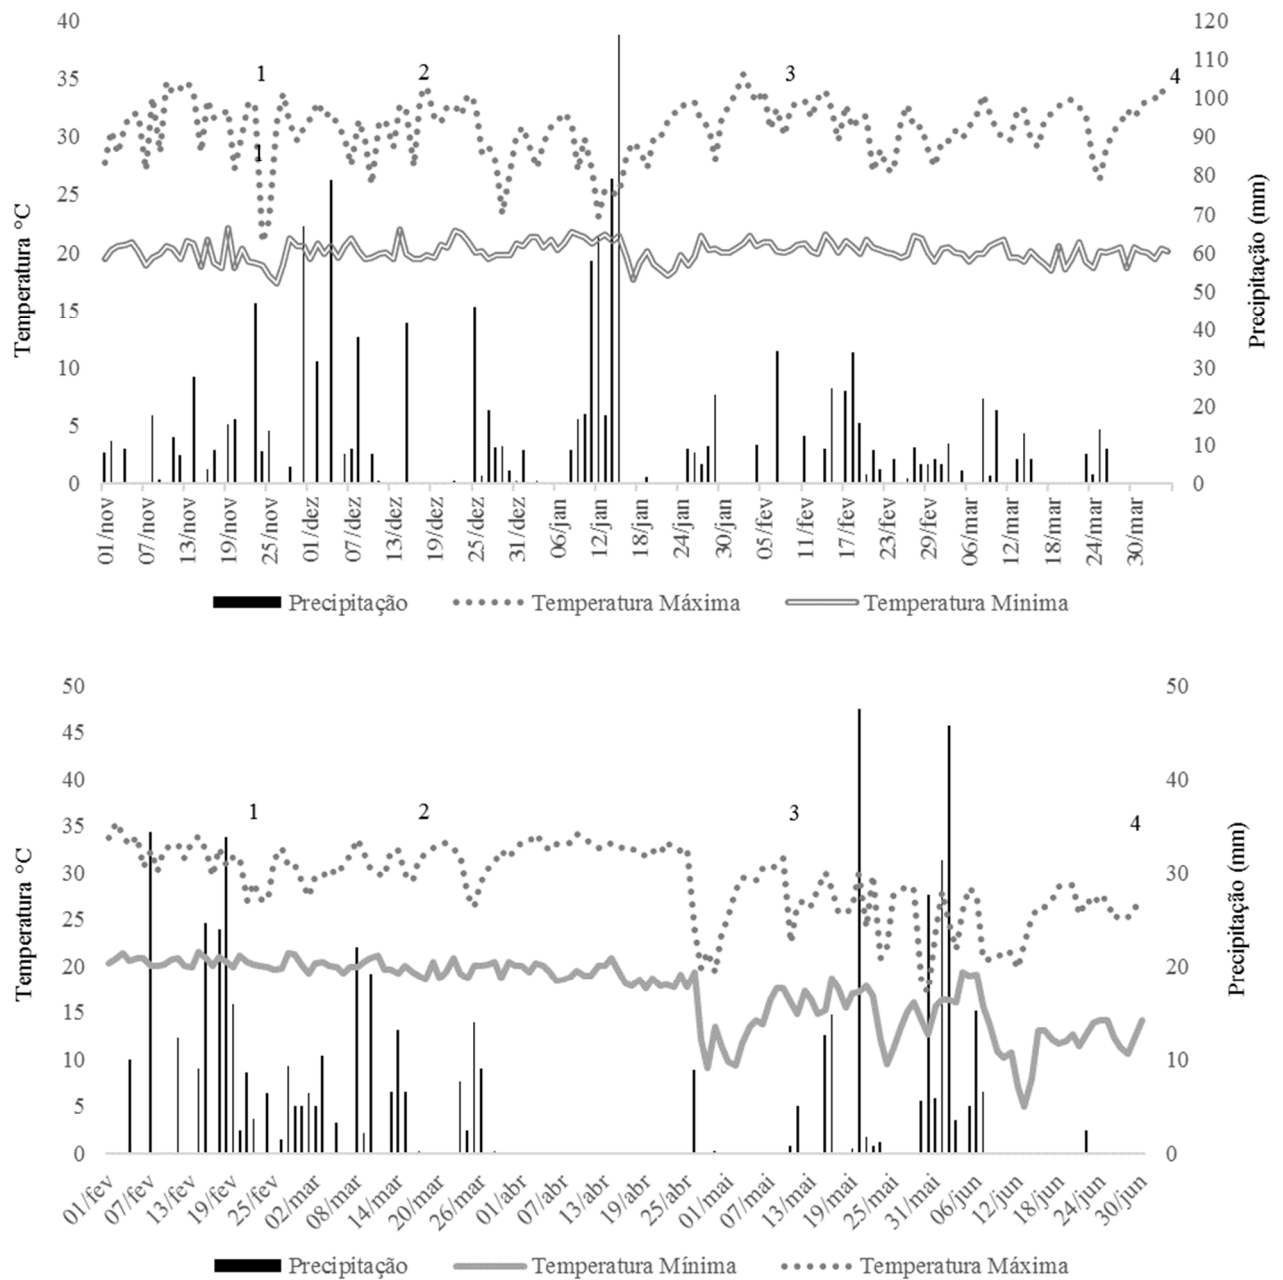 40
35
30
25
20
15
10
5
0
Temperatura °C
120
110
100
90
80
70
60
50
40
30
20
10
0
Precipitação (mm)
1
2
3
4
1
01/nov
07/nov
13/nov
19/nov
25/nov
01/dez
07/dez
13/dez
19/dez
25/dez
31/dez
06/jan
12/jan
18/jan
24/jan
30/jan
05/fev
11/fev
17/fev
23/fev
29/fev
06/mar
12/mar
18/mar
24/mar
30/mar
Precipitação Temperatura Máxima Temperatura Minima
50
45
40
35
30
25
20
15
10
5
0
Temperatura °C
50
40
30
20
10
0
Precipitação (mm)
1
2
3
4
01/fev
07/fev
13/fev
19/fev
25/fev
02/mar
08/mar
14/mar
20/mar
26/mar
01/abr
07/abr
13/abr
19/abr
25/abr
01/mai
07/mai
13/mai
19/mai
25/mai
31/mai
06/jun
12/jun
18/jun
24/jun
30/jun
Precipitação Temperatura Mínima Temperatura Máxima